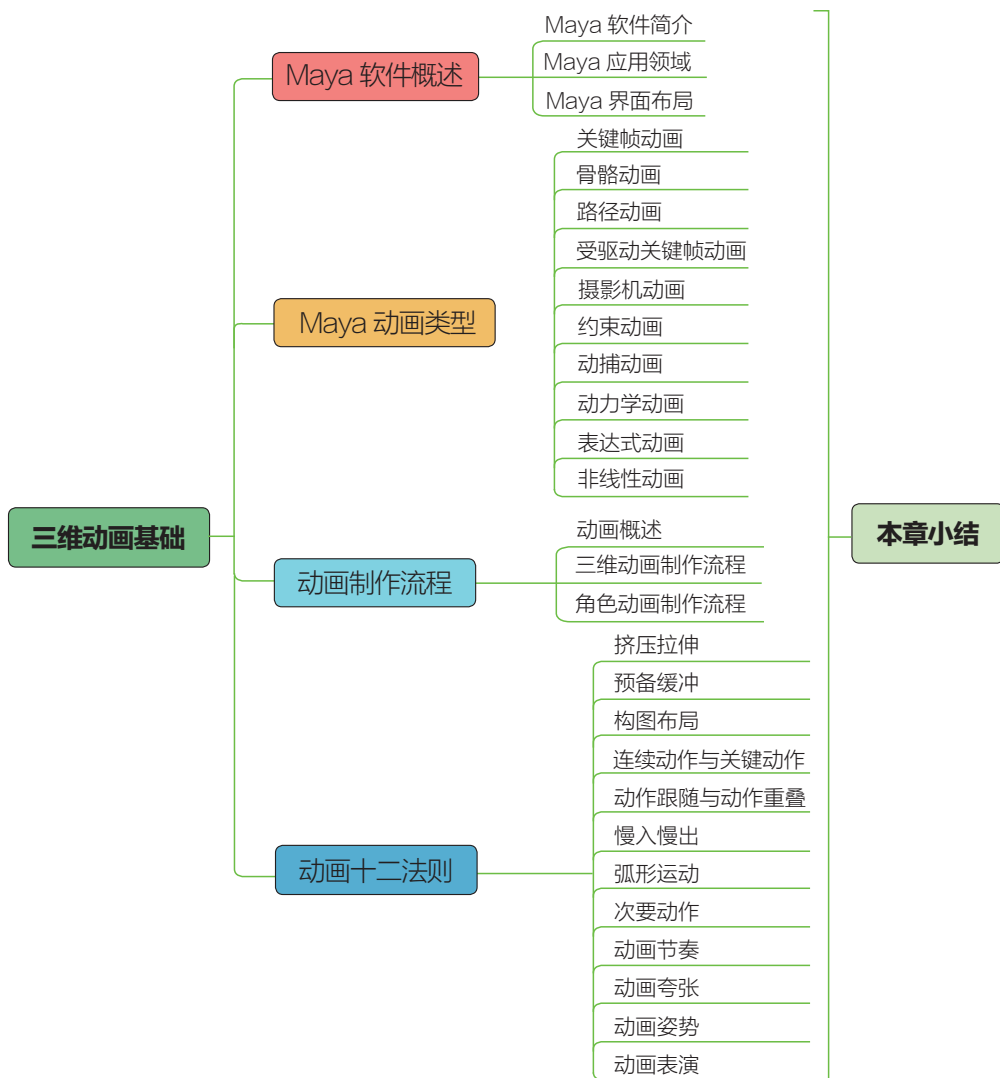 三维动画基础
Maya 软件概述
Maya 软件简介
Maya 应用领域
Maya 界面布局
Maya 动画类型
关键帧动画
骨骼动画
路径动画
受驱动关键帧动画
摄影机动画
约束动画
动捕动画
动力学动画
表达式动画
非线性动画
动画制作流程
动画概述
三维动画制作流程
角色动画制作流程
动画十二法则
挤压拉伸
预备缓冲
构图布局
连续动作与关键动作
动作跟随与动作重叠
慢入慢出
弧形运动
次要动作
动画节奏
动画夸张
动画姿势
动画表演
本章小结